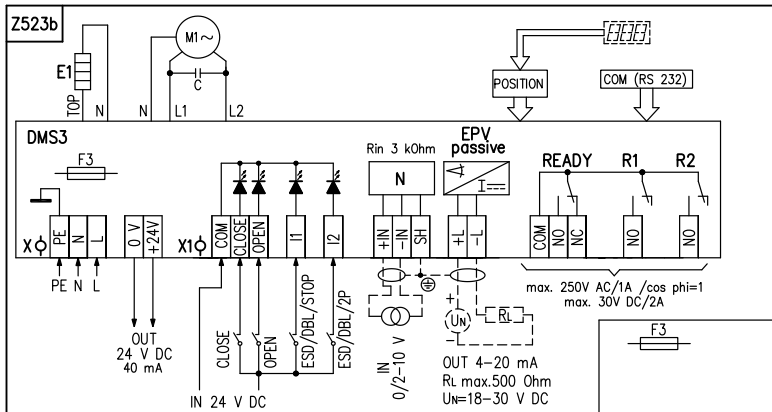 Z523b
M1~
E1
C
TOP
N
N
L1
L2
POSITION
COM (RS 232)
DMS3
F3
Rin 3 kOhm
N
EPV
passive
READY
R1
R2
X
PE
N
L
0 V
+24V
X1
COM
CLOSE
OPEN
I1
I2
+IN
-IN
SH
+L
-L
COM
NO
NC
NO
NO
PE N L
OUT
24 V DC
40 mA
CLOSE
OPEN
ESD/DBL/STOP
ESD/DBL/2P
IN 24 V DC
IN
0/2-10 V
+
UN
-
RL
OUT 4-20 mA
RL max.500 Ohm
UN=18-30 V DC
max. 250V AC/1A /cos phi=1
max. 30V DC/2A
F3